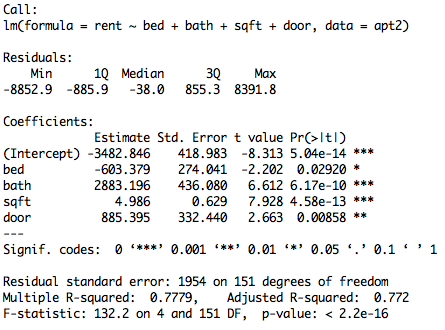 Call:
lm(formula = rent ~ bed + bath + sqft + door, data = apt2)
Residuals:
Min 1Q Median 3Q Max
-8852.9 -885.9 -38.0 855.3 8391.8
Coefficients:
Estimate Std. Error t value Pr(>|t|)
(Intercept) -3482.846 418.983 -8.313 5.04e-14 ***
bed -603.379 274.041 -2.202 0.02920 *
bath 2883.196 436.080 6.612 6.17e-10 ***
sqft 4.986 0.629 7.928 4.58e-13 ***
door 885.395 332.440 2.663 0.00858 **
---
Signif. codes: 0 ‘***’ 0.001 ‘**’ 0.01 ‘*’ 0.05 ‘.’ 0.1 ‘ ’ 1
Residual standard error: 1954 on 151 degrees of freedom
Multiple R-squared: 0.7779, Adjusted R-squared: 0.772
F-statistic: 132.2 on 4 and 151 DF, p-value: < 2.2e-16